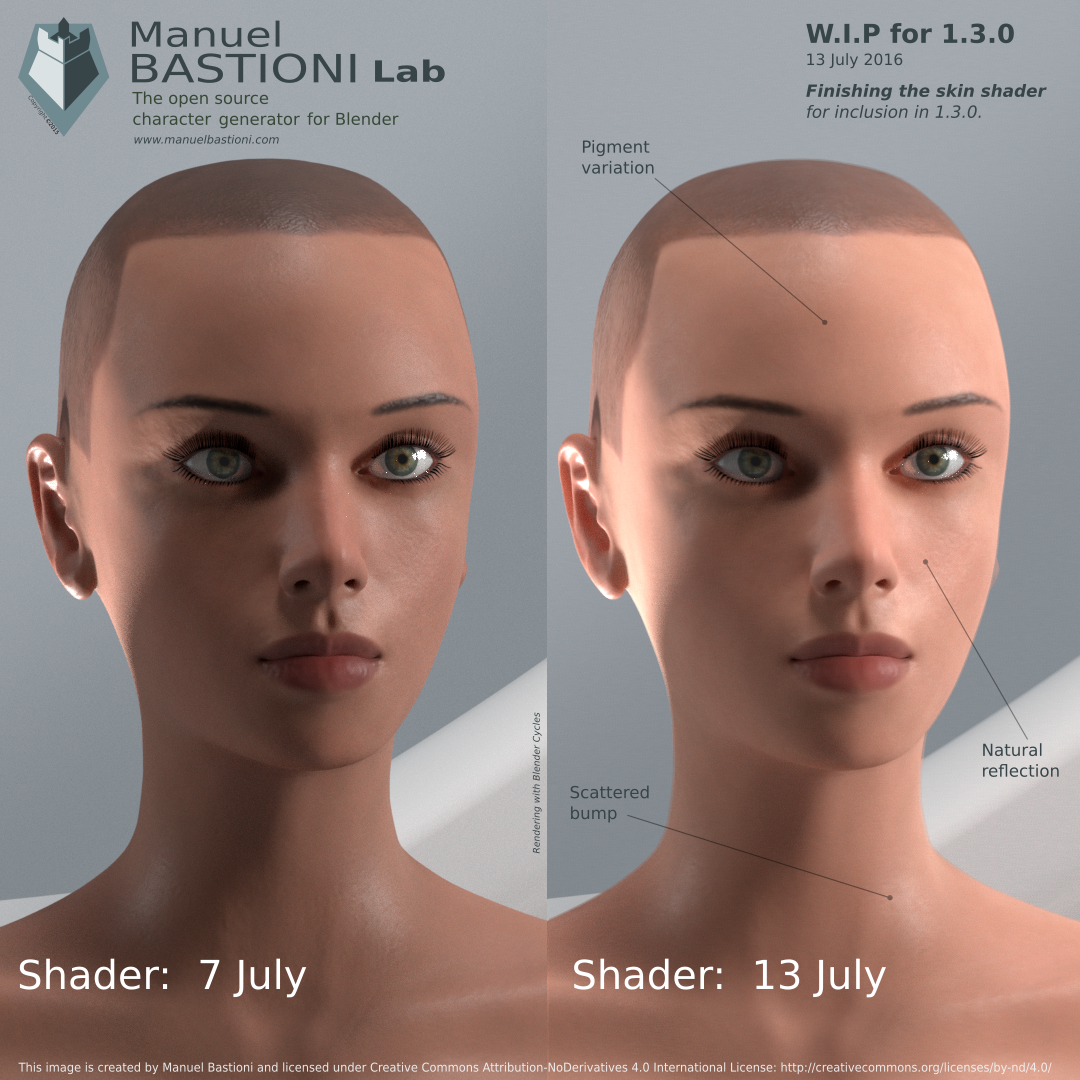 Manuel
BASTIONI Lab
The open source
character generator for Blender
www.manuelbastioni.com
Copyright ©2015
W.I.P for 1.3.0
13 July 2016
Finishing the skin shader
for inclusion in 1.3.0.
Pigment
variation
Natural
reflection
Scattered
bump
Rendering with Blender Cycles
Shader: 7 July
Shader: 13 July
This image is created by Manuel Bastioni and licensed under Creative Commons Attribution-NoDerivatives 4.0 International License: http://creativecommons.org/licenses/by-nd/4.0/